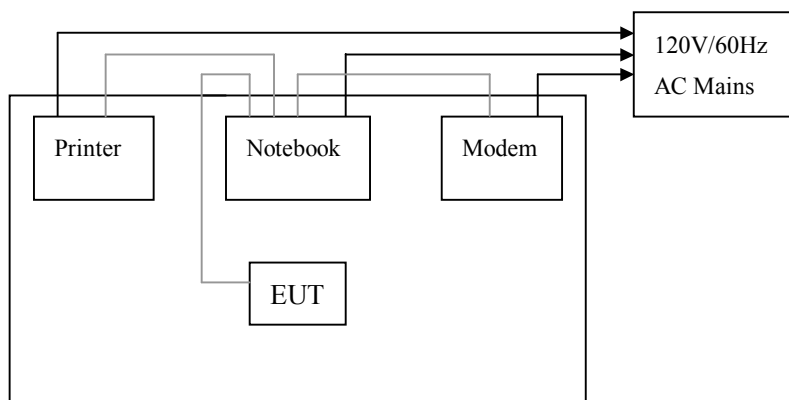 120V/60Hz
AC Mains
Printer
Notebook
Modem
EUT